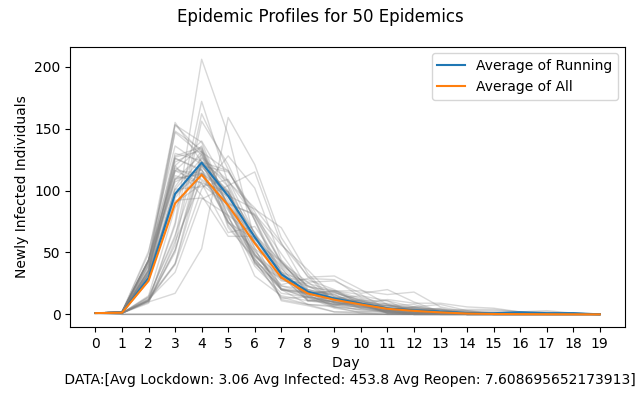 Epidemic Profiles for 50 Epidemics
Average of Running
Average of All
Newly Infected Individuals
200
150
100
50
0
0 1 2 3 4 5 6 7 8 9 10 11 12 13 14 15 16 17 18 19
Day
DATA:[Avg Lockdown: 3.06 Avg Infected: 453.8 Avg Reopen: 7.608695652173913]